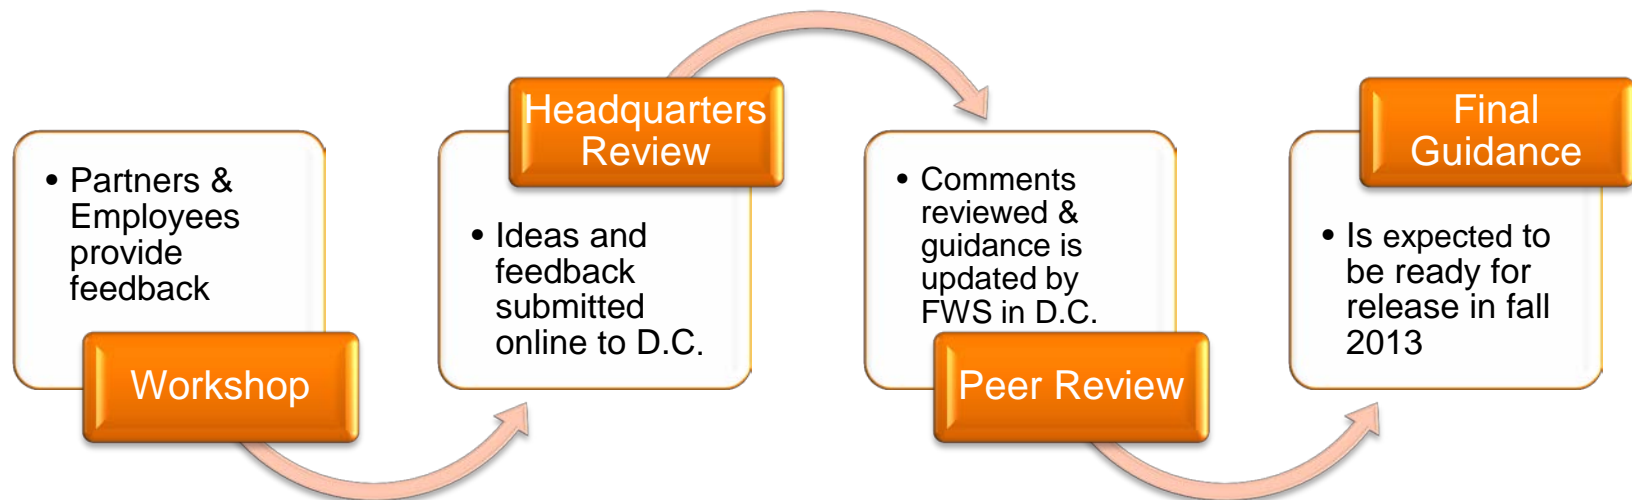 • Partners &
Employees
provide
feedback
Workshop
Headquarters
Review
• Ideas and
feedback
submitted
online to D.C.
• Comments
reviewed &
guidance is
updated by
FWS in D.C.
Peer Review
Final
Guidance
• Is expected to
be ready for
release in fall
2013